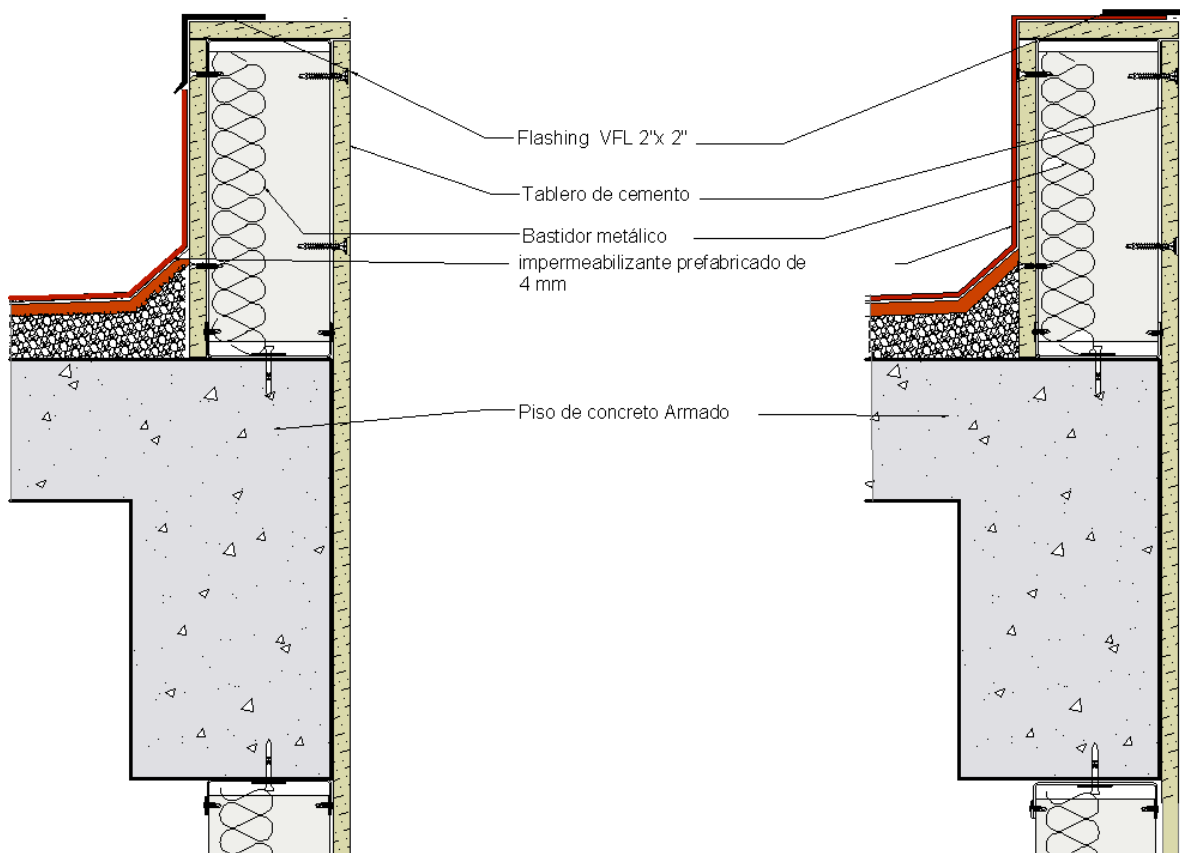 Flashing VFL 2"x 2"
Tablero de cemento
Bastidor metálico
impermeabilizante prefabricado de
4 mm
Piso de concreto Armado